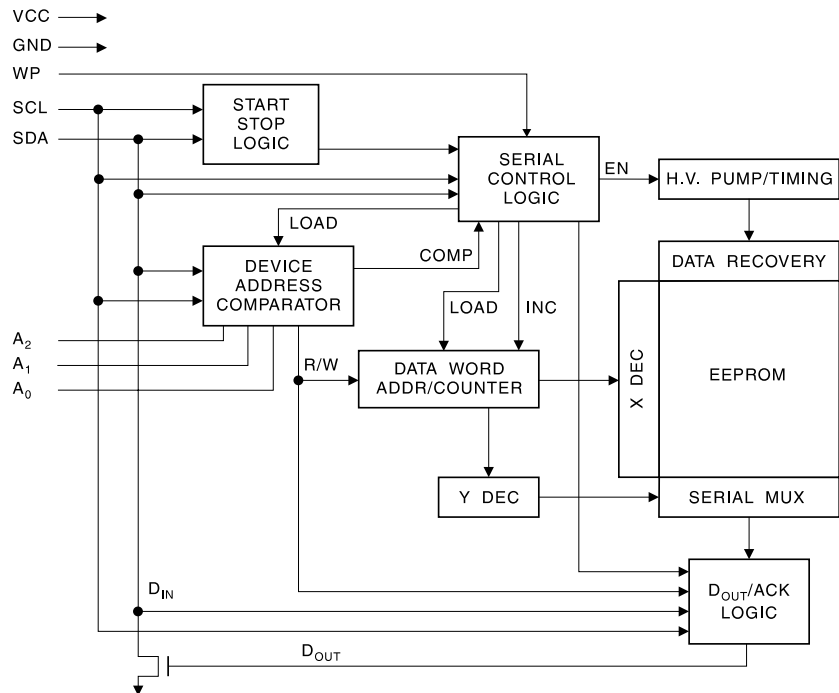 VCC
GND
WP
SCL
SDA
START
STOP
LOGIC
SERIAL
CONTROL
LOGIC
EN
H.V. PUMP/TIMING
LOAD
COMP
DEVICE
ADDRESS
COMPARATOR
DATA RECOVERY
LOAD
INC
A2
A1
A0
R/W
DATA WORD
ADDR/COUNTER
X DEC
EEPROM
Y DEC
SERIAL MUX
DIN
DOUT/ACK
LOGIC
DOUT